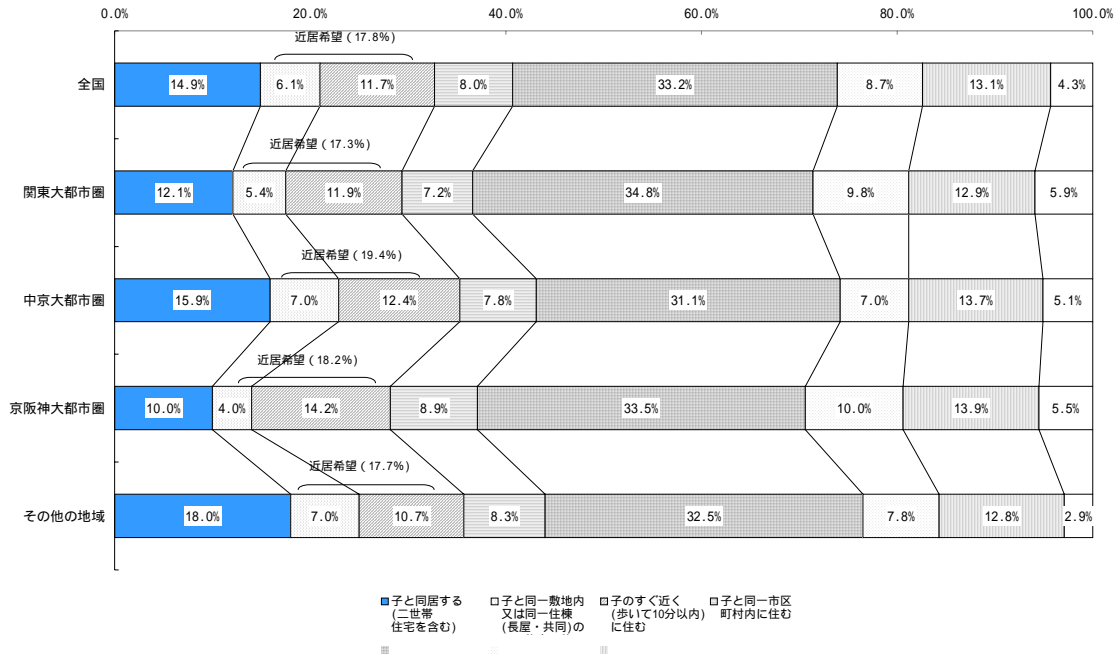 0.0% 20.0% 40.0% 60.0% 80.0% 100.0%
近居希望(17.8%)
全国 14.9% 6.1% 11.7% 8.0% 33.2% 8.7% 13.1% 4.3%
近居希望(17.3%)
関東大都市圏 12.1% 5.4% 11.9% 7.2% 34.8% 9.8% 12.9% 5.9%
近居希望(19.4%)
中京大都市圏 15.9% 7.0% 12.4% 7.8% 31.1% 7.0% 13.7% 5.1%
近居希望(18.2%)
京阪神大都市圏 10.0% 4.0% 14.2% 8.9% 33.5% 10.0% 13.9% 5.5%
近居希望(17.7%)
その他の地域 18.0% 7.0% 10.7% 8.3% 32.5% 7.8% 12.8% 2.9%
子と同居する
(二世帯
住宅を含む)
子と同一敷地内
又は同一住棟
(長屋・共同)の
子のすぐ近く
(歩いて10分以内)
に住む
子と同一市区
町村内に住む